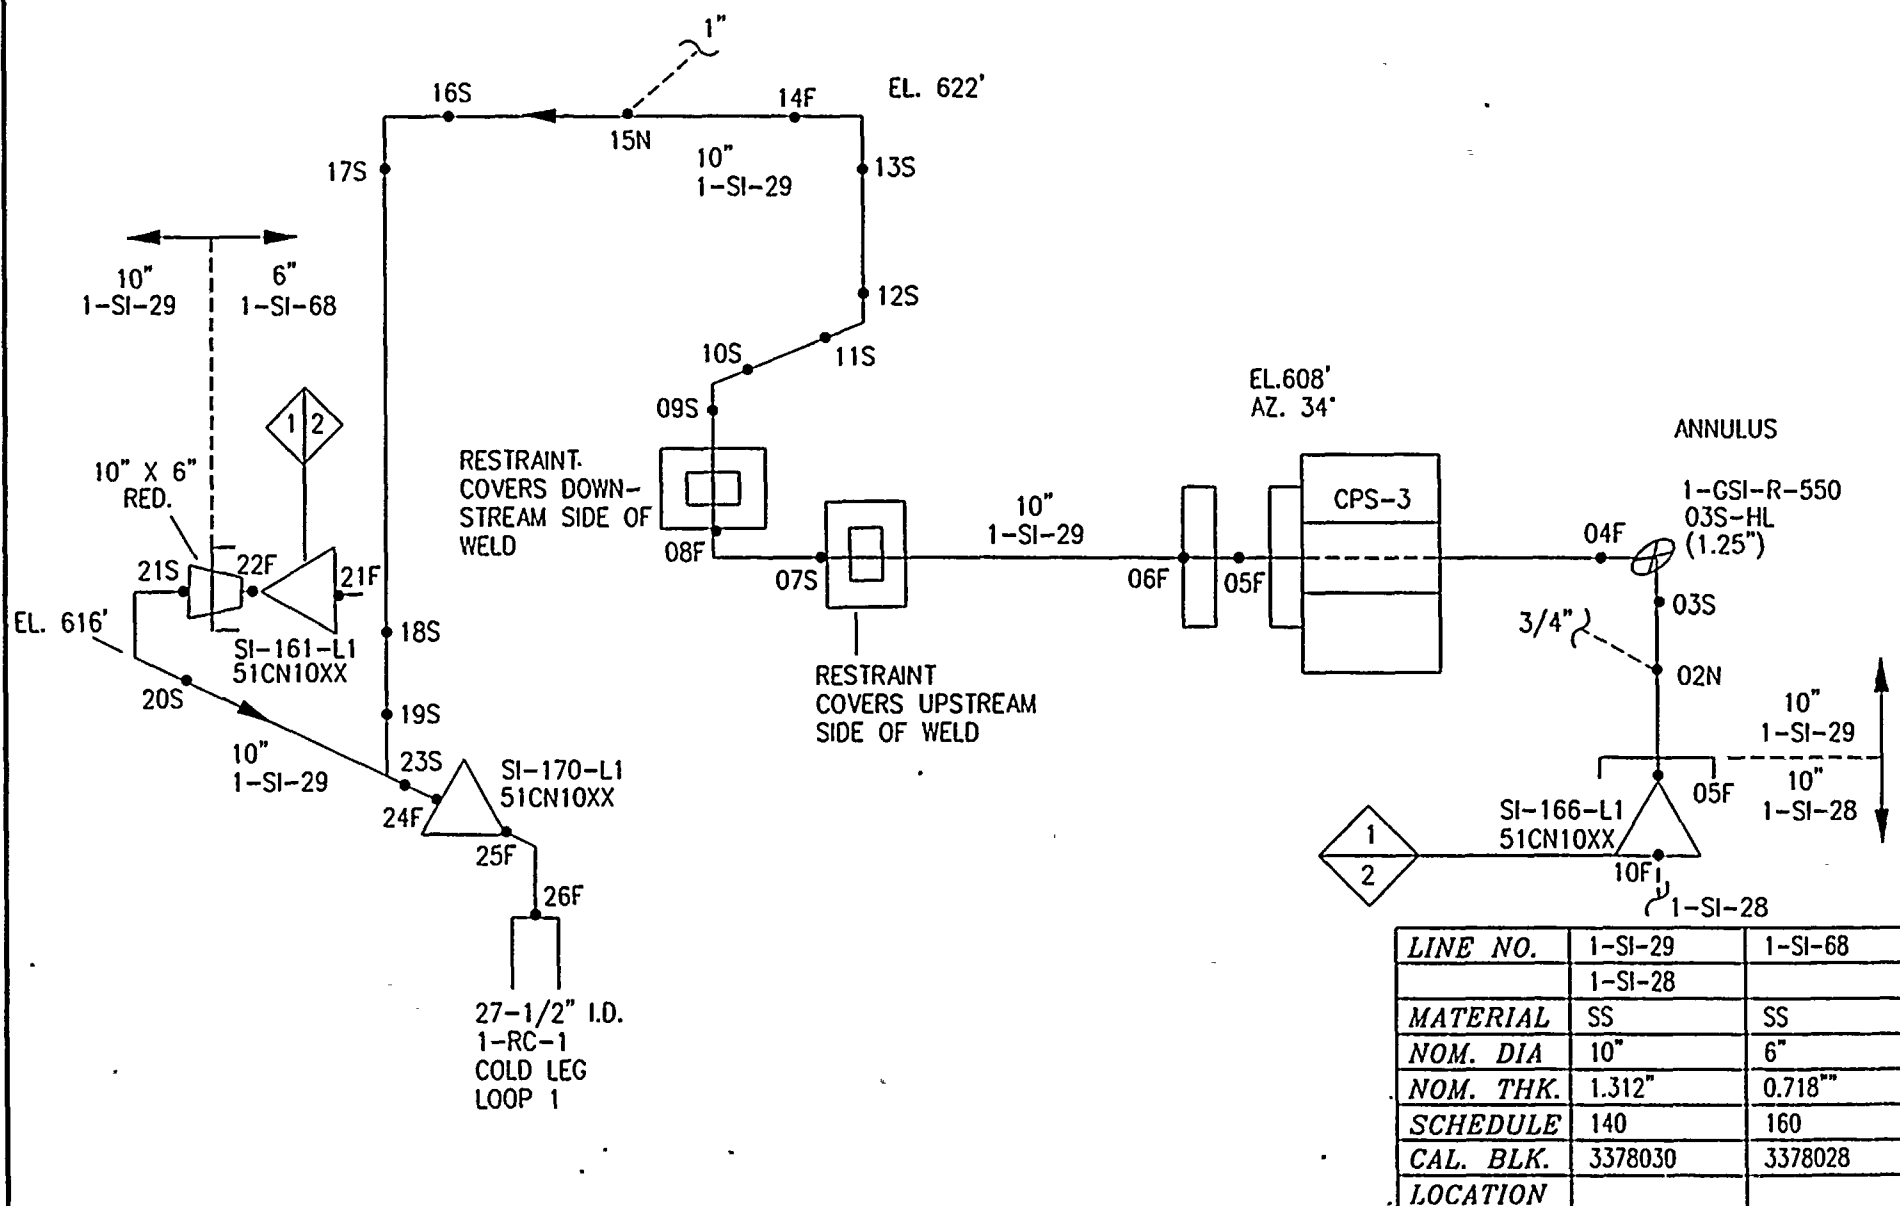 1"
16S
14F
EL. 622'
15N
10"
1-SI-29
17S
13S
10"
1-SI-29
6"
1-SI-68
12S
11S
10S
09S
1
2
EL.608'
AZ. 34°
ANNULUS
10" X 6"
RED.
RESTRAINT
COVERS DOWN-
STREAM SIDE OF
WELD
CPS-3
1-GSI-R-550
03S-HL
(1.25")
10"
1-SI-29
08F
07S
06F
05F
04F
03S
21S
22F
21F
EL. 616'
3/4"
02N
SI-161-L1
51CN10XX
18S
RESTRAINT
COVERS UPSTREAM
SIDE OF WELD
20S
19S
10"
1-SI-29
10"
1-SI-29
23S
SI-170-L1
51CN10XX
24F
25F
05F
10"
1-SI-28
SI-166-L1
51CN10XX
1
2
10F
1-SI-28
26F
27-1/2" I.D.
1-RC-1
COLD LEG
LOOP 1
LINE NO. 1-SI-29 1-SI-68
1-SI-28
MATERIAL SS SS
NOM. DIA 10" 6"
NOM. THK. 1.312" 0.718""
SCHEDULE 140 160
CAL. BLK. 3378030 3378028
LOCATION